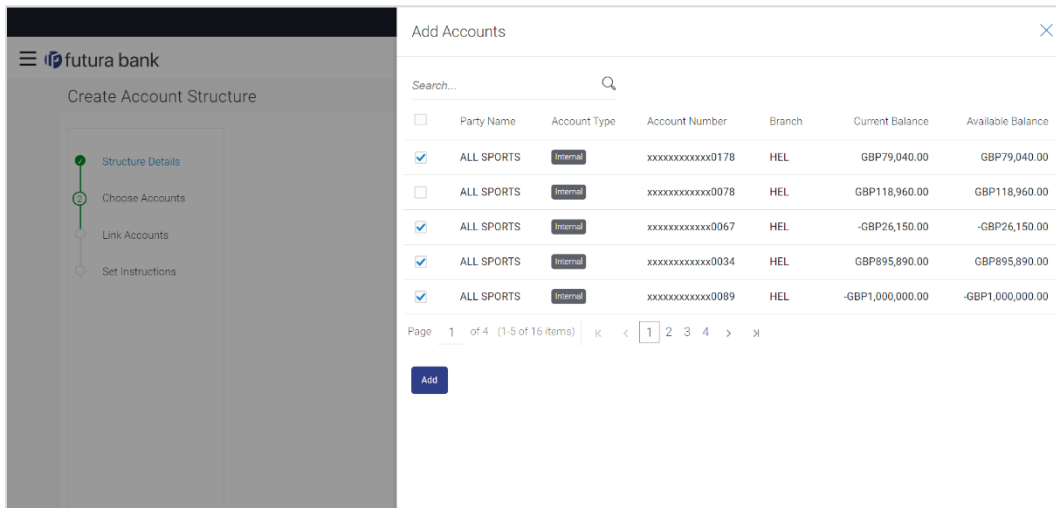 Add Accounts
futura bank
Create Account Structure
Structure Details
2 Choose Accounts
Link Accounts
Set Instructions
Search...
Party Name Account Type Account Number Branch Current Balance Available Balance
ALL SPORTS Internal xxxxxxxxxxxx0178 HEL GBP79,040.00 GBP79,040.00
ALL SPORTS Internal xxxxxxxxxxxx0078 HEL GBP118,960.00 GBP118,960.00
ALL SPORTS Internal xxxxxxxxxxxx0067 HEL -GBP26,150.00 -GBP26,150.00
ALL SPORTS Internal xxxxxxxxxxxx0034 HEL GBP895,890.00 GBP895,890.00
ALL SPORTS Internal xxxxxxxxxxxx0089 HEL -GBP1,000,000.00 -GBP1,000,000.00
Page 1 of 4 (1-5 of 16 items) 1 2 3 4
Add